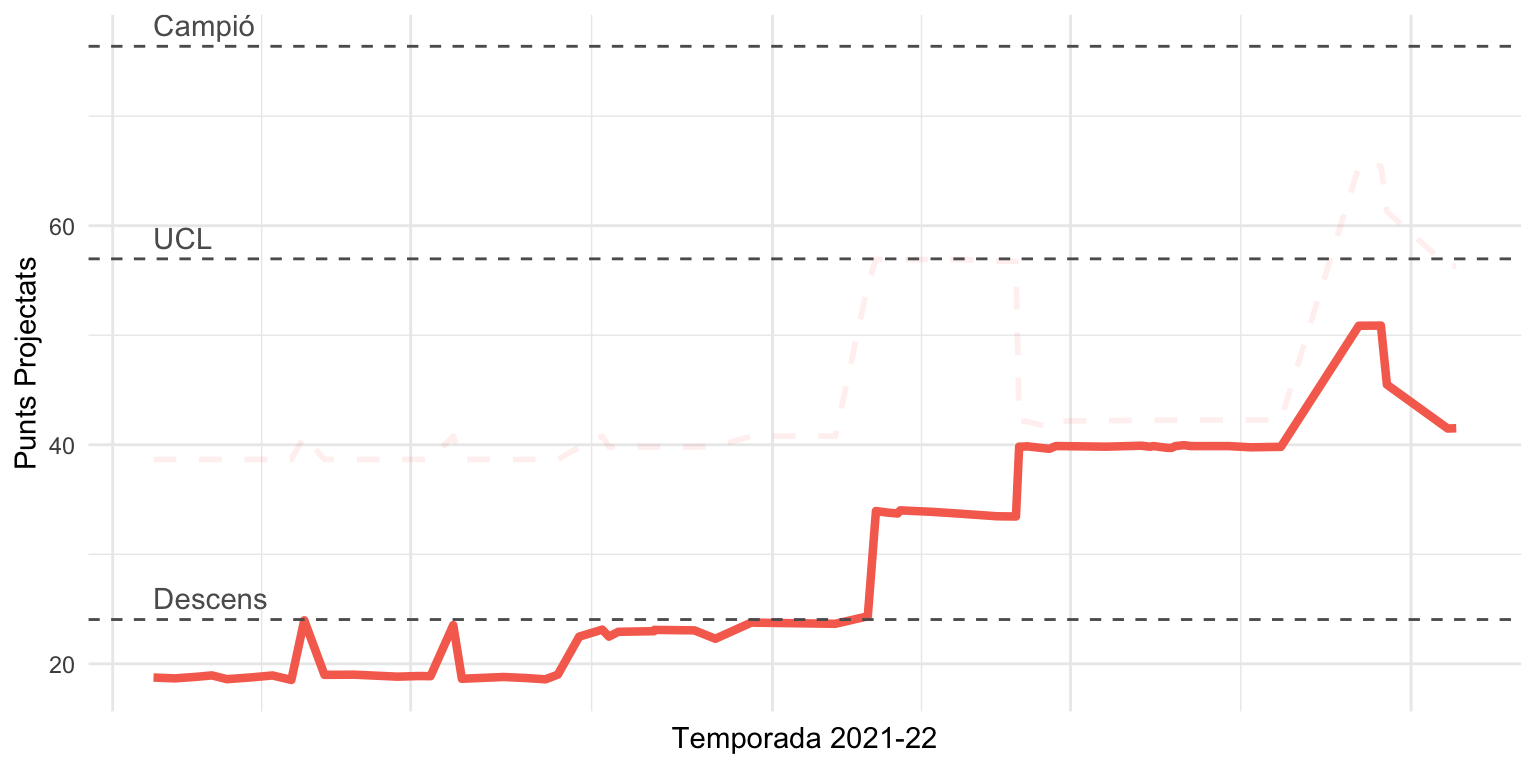 Campió
60
UCL
Punts Projectats
40
Descens
20
Temporada 2021-22